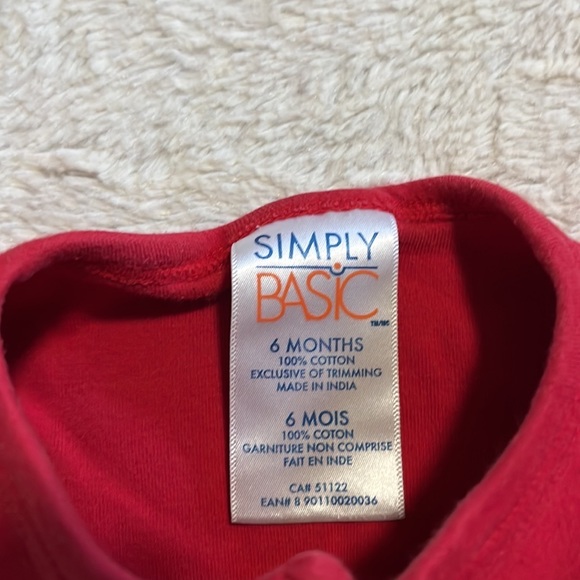 SIMPLY
BASIC
TM/MC
6 MONTHS
100% COTTON
EXCLUSIVE OF TRIMMING
MADE IN INDIA
6 MOIS
100% COTON
GARNITURE NON COMPRISE
FAIT EN INDE
CA# 51122
EAN# 8 90110020036